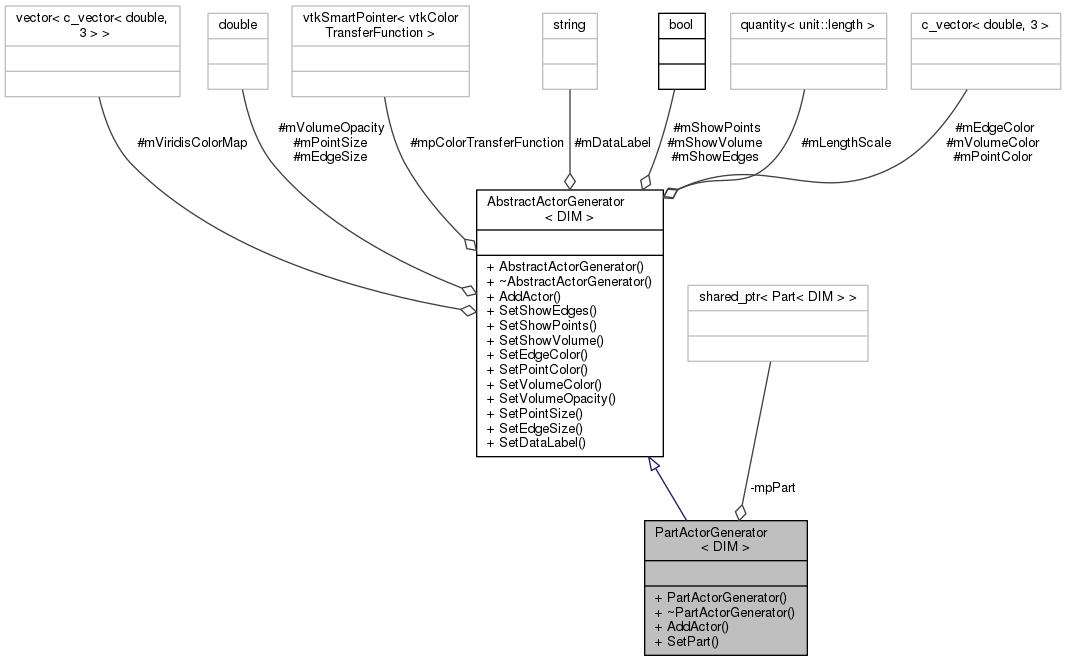 vector< c_vector< double,
3 > >
double
vtkSmartPointer< vtkColor
TransferFunction >
string
bool
quantity< unit::length >
c_vector< double, 3 >
#mViridisColorMap
#mVolumeOpacity
#mPointSize
#mEdgeSize
#mpColorTransferFunction
#mDataLabel
#mShowPoints
#mShowVolume
#mShowEdges
#mLengthScale
#mEdgeColor
#mVolumeColor
#mPointColor
AbstractActorGenerator
< DIM >
+ AbstractActorGenerator()
+ ~AbstractActorGenerator()
+ AddActor()
+ SetShowEdges()
+ SetShowPoints()
+ SetShowVolume()
+ SetEdgeColor()
+ SetPointColor()
+ SetVolumeColor()
+ SetVolumeOpacity()
+ SetPointSize()
+ SetEdgeSize()
+ SetDataLabel()
shared_ptr< Part< DIM > >
-mpPart
PartActorGenerator
< DIM >
+ PartActorGenerator()
+ ~PartActorGenerator()
+ AddActor()
+ SetPart()